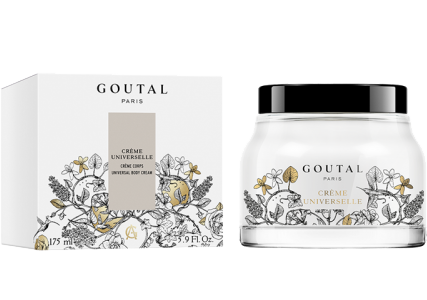 GOUTAL
PARIS
CRÈME
UNIVERSELLE
CRÈME CORPS
UNIVERSAL BODY CREAM
175 ml
5.9 Fl. Oz.
GOUTAL
PARIS
CRÈME
UNIVERSELLE